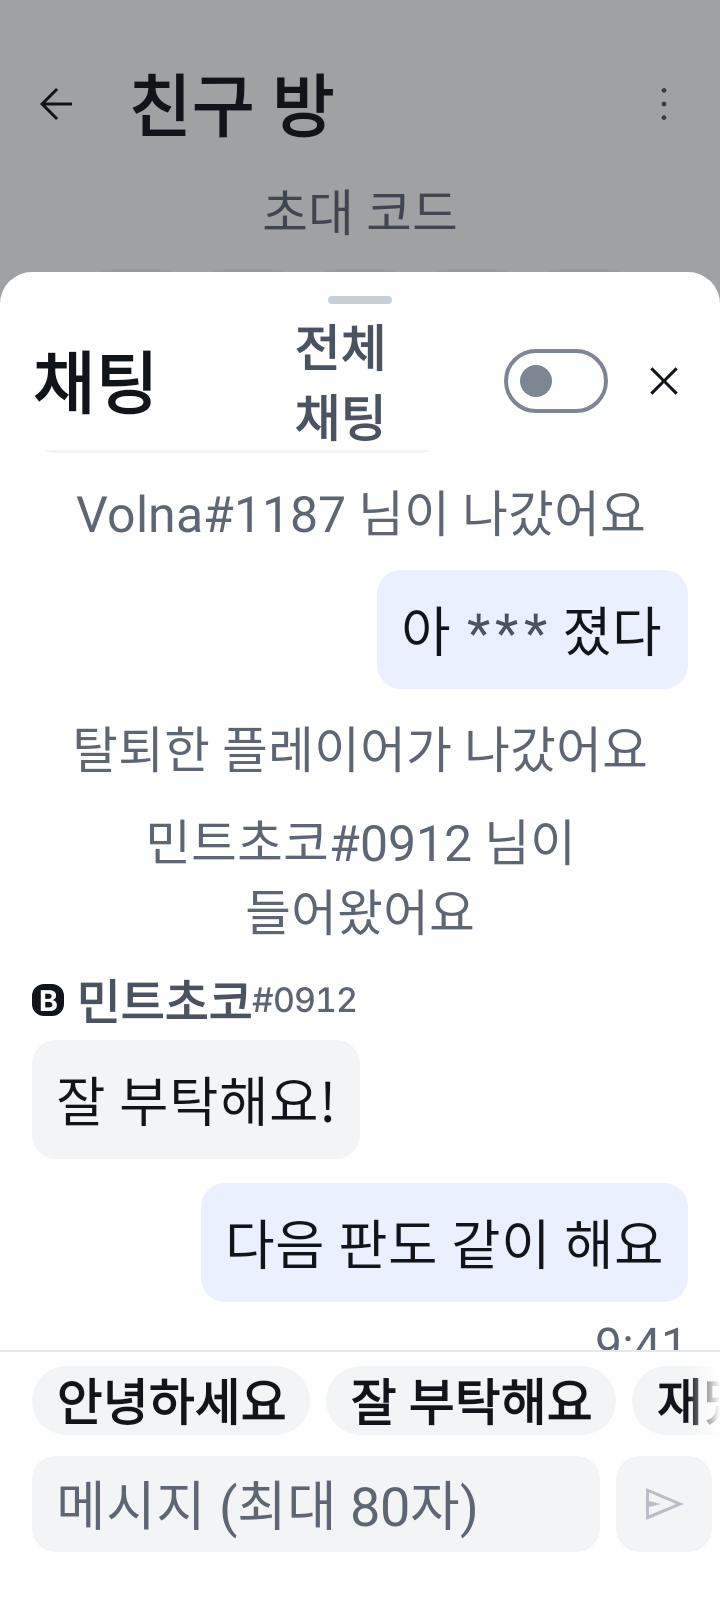 친구 방
초대 코드
채팅
전체
채팅
Volna#1187 님이 나갔어요
아 *** 졌다
탈퇴한 플레이어가 나갔어요
민트초코#0912 님이
들어왔어요
B 민트초코#0912
잘 부탁해요!
다음 판도 같이 해요
9:41
안녕하세요 잘 부탁해요
메시지 (최대 80자)